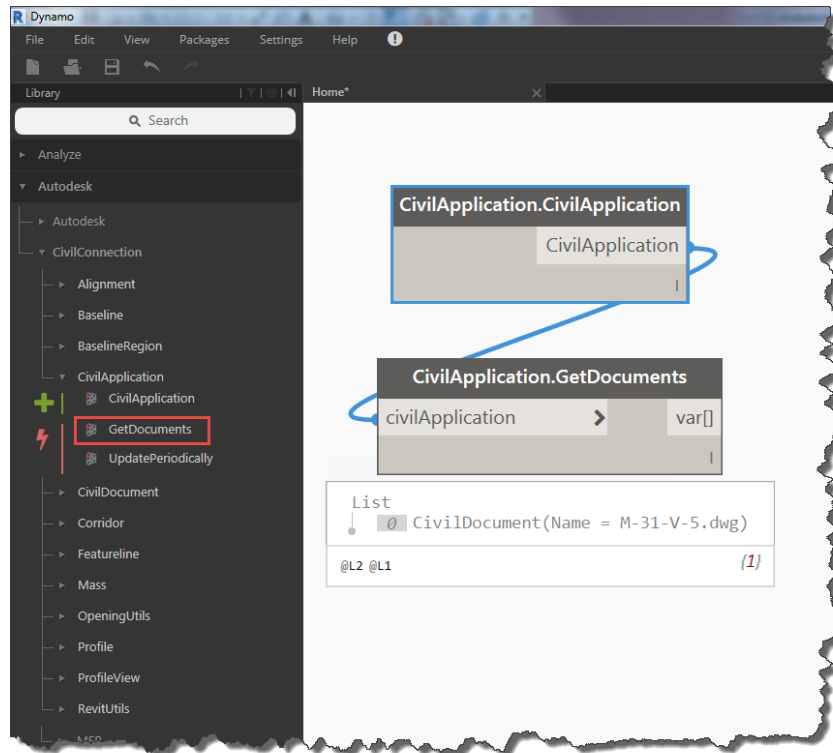 Dynamo
File Edit View Packages Settings Help
Library
Home*
Search
Analyze
Autodesk
Autodesk
CivilConnection
Alignment
Baseline
BaselineRegion
CivilApplication
CivilApplication
GetDocuments
UpdatePeriodically
CivilDocument
Corridor
Featureline
Mass
OpeningUtils
Profile
ProfileView
RevitUtils
CivilApplication.CivilApplication
CivilApplication
CivilApplication.GetDocuments
civilApplication > var[]
List
0 CivilDocument(Name = M-31-V-5.dwg)
@L2 @L1 {1}